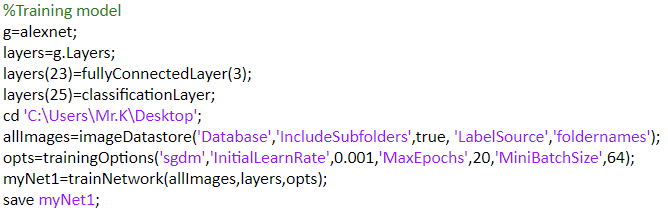 %Training model
g=alexnet;
layers=g.Layers;
layers(23)=fullyConnectedLayer(3);
layers(25)=classificationLayer;
cd 'C:\Users\Mr.K\Desktop';
allImages=imageDatastore('Database','IncludeSubfolders',true, 'LabelSource','foldernames');
opts=trainingOptions('sgdm','InitialLearnRate',0.001,'MaxEpochs',20,'MiniBatchSize',64);
myNet1=trainNetwork(allImages,layers,opts);
save myNet1;